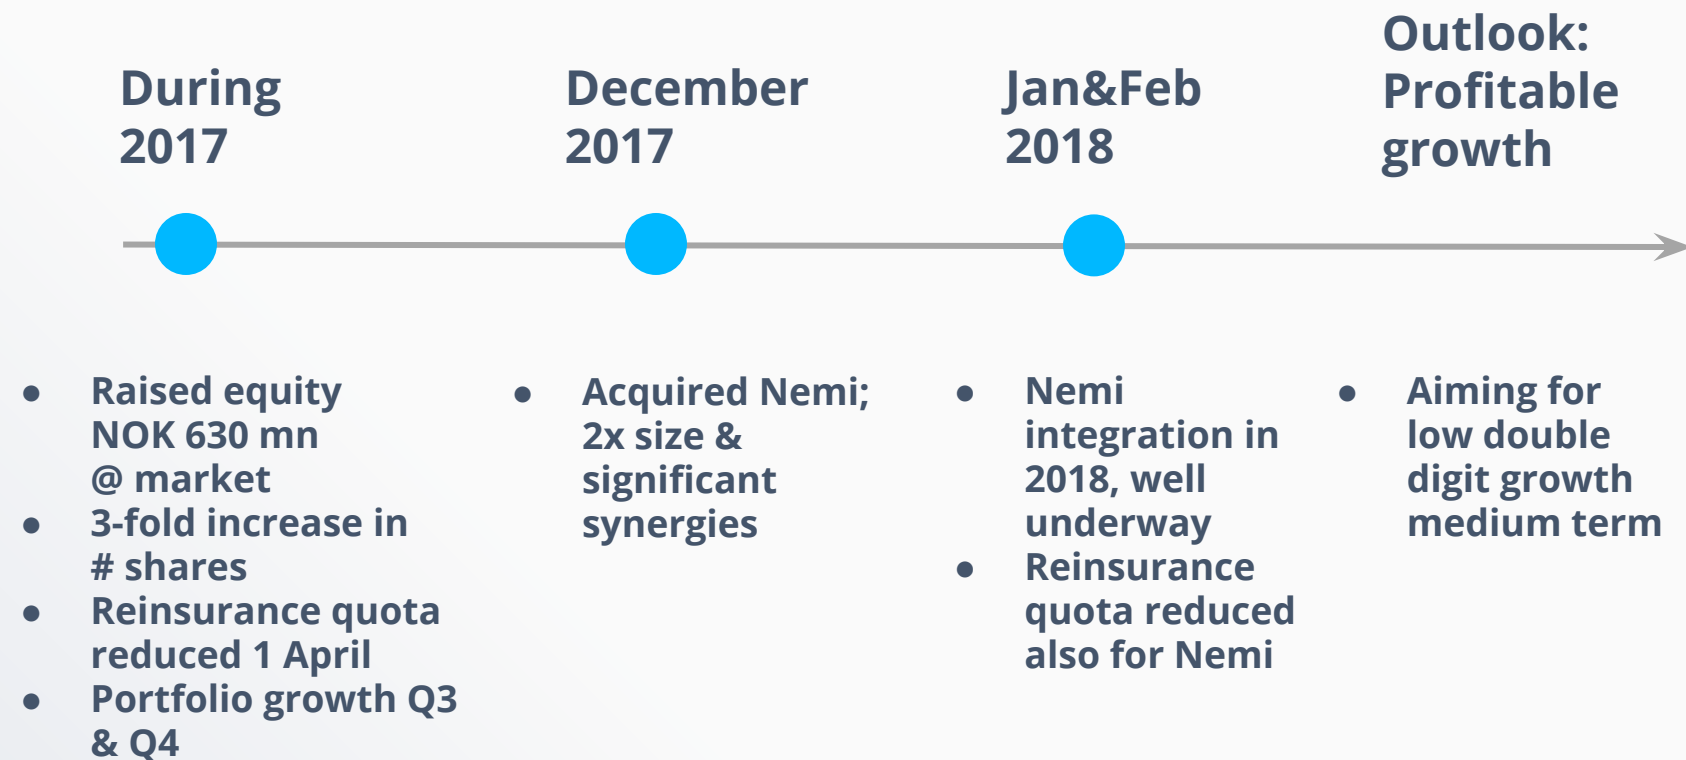 During
2017
December
2017
Jan&Feb
2018
Outlook:
Profitable
growth
● Raised equity
NOK 630 mn
@ market
● 3-fold increase in
# shares
● Reinsurance quota
reduced 1 April
● Portfolio growth Q3
& Q4
● Acquired Nemi;
2x size &
significant
synergies
● Nemi
integration in
2018, well
underway
● Reinsurance
quota reduced
also for Nemi
● Aiming for
low double
digit growth
medium term